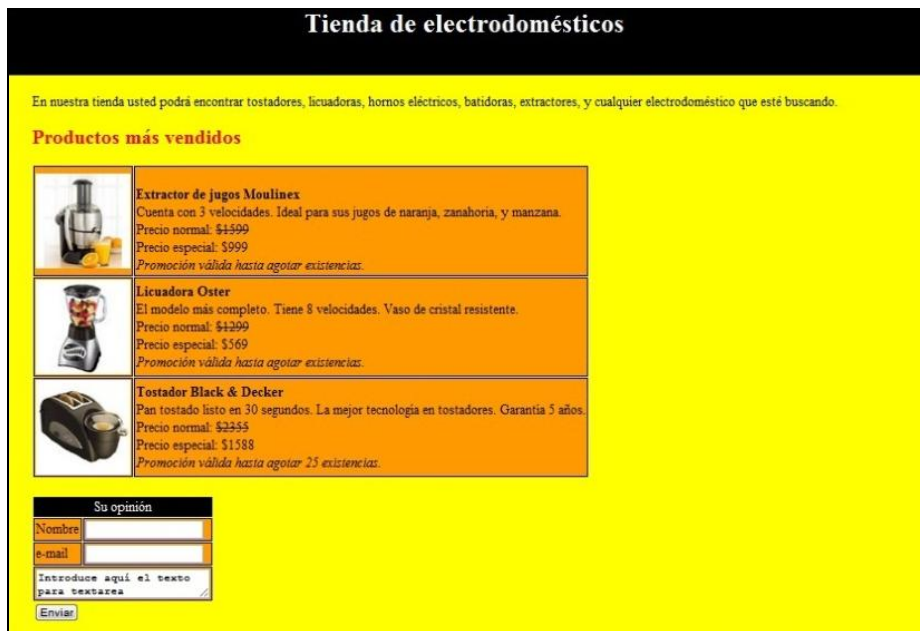 Tienda de electrodomésticos
En nuestra tienda usted podrá encontrar tostadores, licuadoras, hornos eléctricos, batidoras, extractores, y cualquier electrodoméstico que esté buscando.
Productos más vendidos
Extractor de jugos Moulinex
Cuenta con 3 velocidades. Ideal para sus jugos de naranja, zanahoria, y manzana.
Precio normal: $1599
Precio especial: $999
Promoción válida hasta agotar existencias.
Licuadora Oster
El modelo más completo. Tiene 8 velocidades. Vaso de cristal resistente.
Precio normal: $1299
Precio especial: $569
Promoción válida hasta agotar existencias.
Tostador Black & Decker
Pan tostado listo en 30 segundos. La mejor tecnologia en tostadores. Garantia 5 años.
Precio normal: $2355
Precio especial: $1588
Promoción válida hasta agotar 25 existencias.
Su opinión
Nombre
e-mail
Introduce aquí el texto
para textarea
Enviar